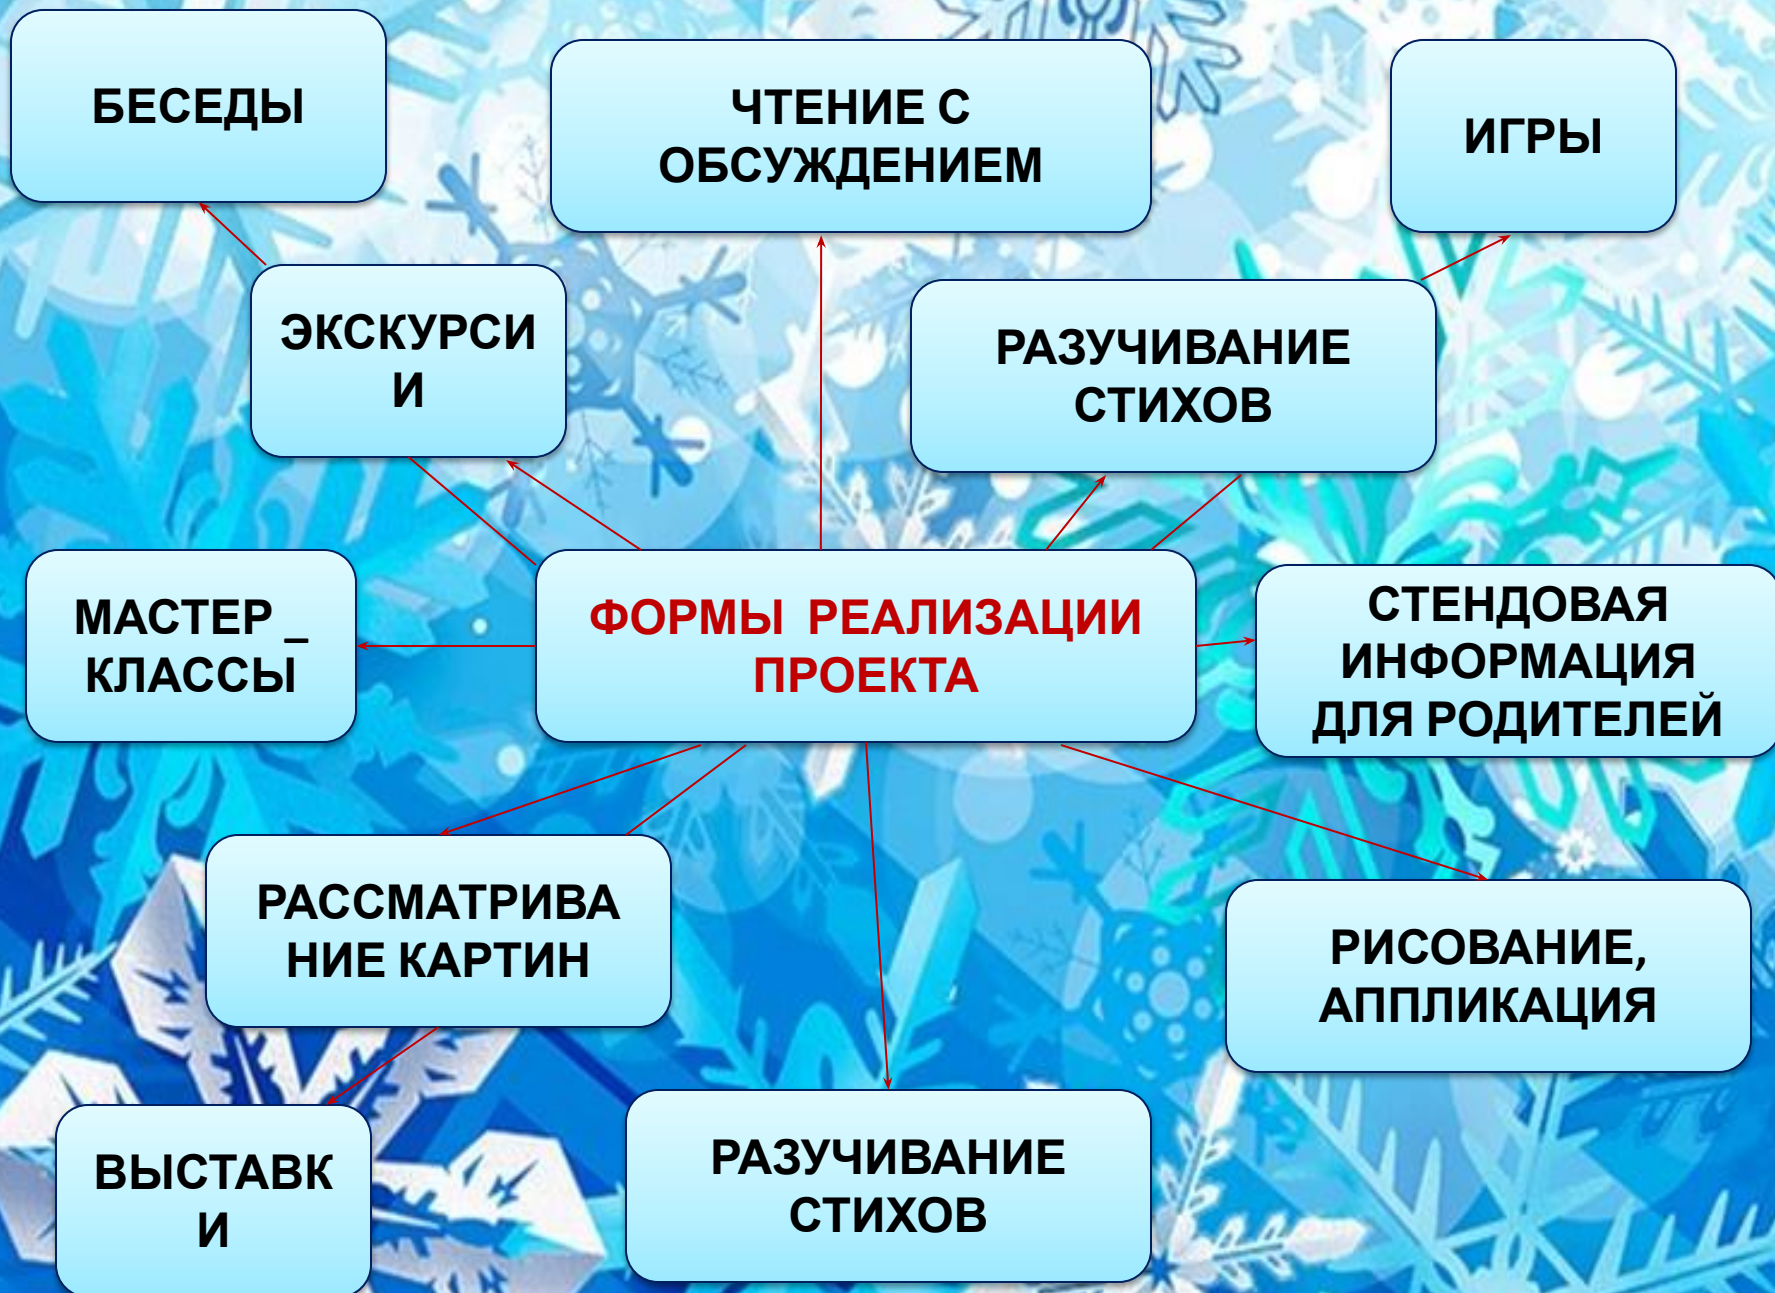 БЕСЕДЫ
ЧТЕНИЕ С
ОБСУЖДЕНИЕМ
ИГРЫ
ЭКСКУРСИ
И
РАЗУЧИВАНИЕ
СТИХОВ
МАСТЕР _
КЛАССЫ
ФОРМЫ РЕАЛИЗАЦИИ
ПРОЕКТА
СТЕНДОВАЯ
ИНФОРМАЦИЯ
ДЛЯ РОДИТЕЛЕЙ
РАССМАТРИВА
НИЕ КАРТИН
РИСОВАНИЕ,
АППЛИКАЦИЯ
ВЫСТАВК
И
РАЗУЧИВАНИЕ
СТИХОВ